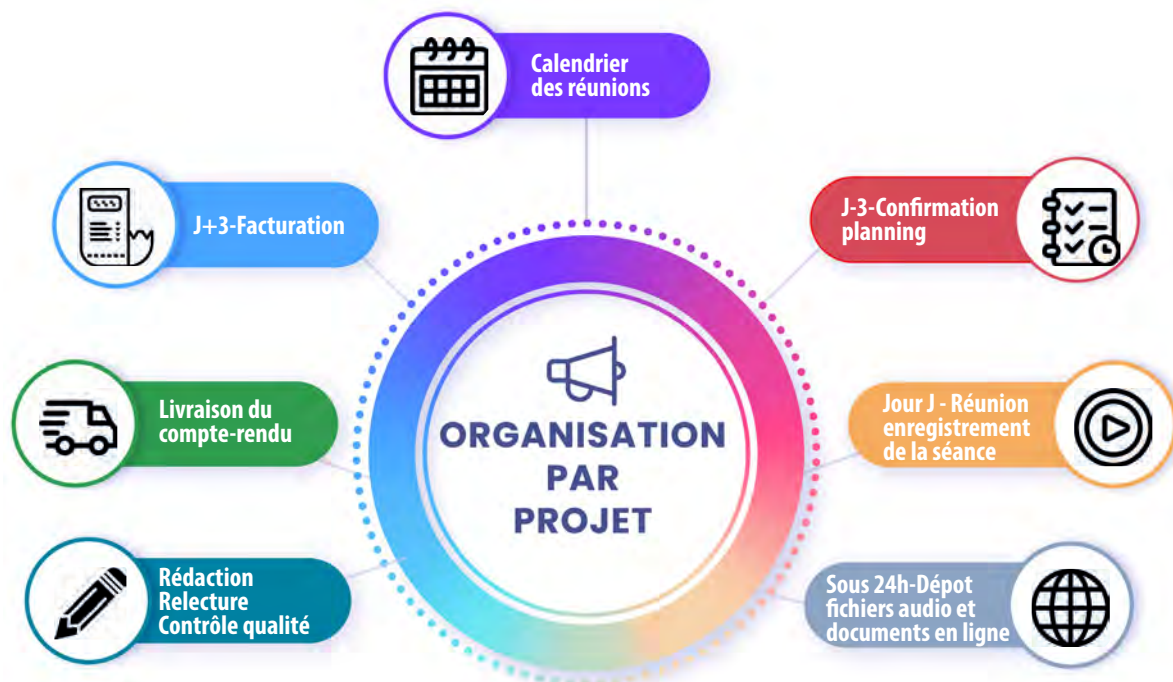 Calendrier
des réunions
J-3-Confirmation
planning
Jour J - Réunion
enregistrement
de la séance
Sous 24h-Dépot
fichiers audio et
documents en ligne
Rédaction
Relecture
Contrôle qualité
Livraison du
compte-rendu
J+3-Facturation
ORGANISATION
PAR
PROJET